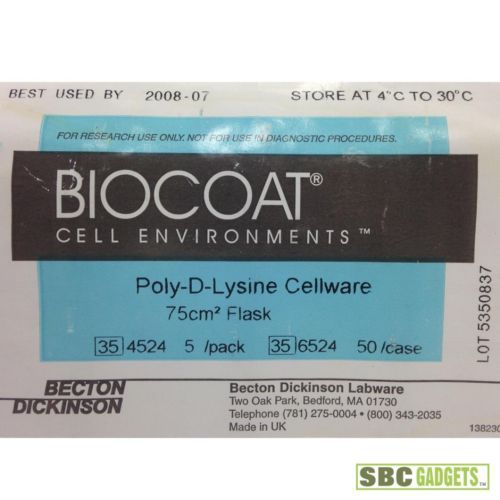 BEST USED BY 2008-07 STORE AT 4°C TO 30°C
FOR RESEARCH USE ONLY. NOT FOR USE IN DIAGNOSTIC PROCEDURES.
BIOCOAT®
CELL ENVIRONMENTS™
Poly-D-Lysine Cellware
75cm² Flask
35 4524 5 /pack 35 6524 50 /case
LOT 5350837
BECTON
DICKINSON
Becton Dickinson Labware
Two Oak Park, Bedford, MA 01730
Telephone (781) 275-0004 • (800) 343-2035
Made in UK
138230
SBC GADGETS™